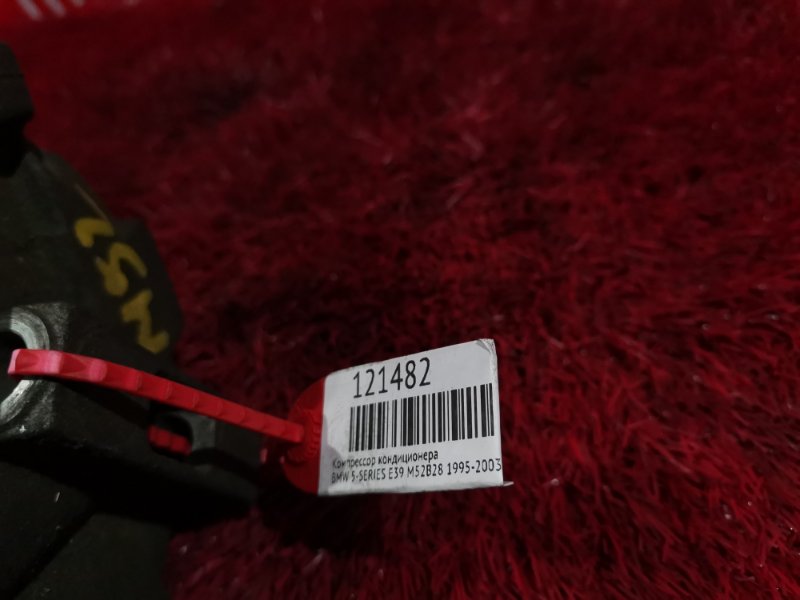 121482
Компрессор кондиционера
BMW 5-SERIES E39 M52B28 1995-2003